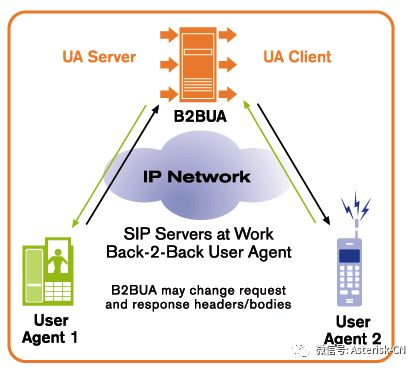 UA Server
UA Client
B2BUA
IP Network
SIP Servers at Work
Back-2-Back User Agent
B2BUA may change request
and response headers/bodies
User
Agent 1
User
Agent 2
微信号: Asterisk-CN